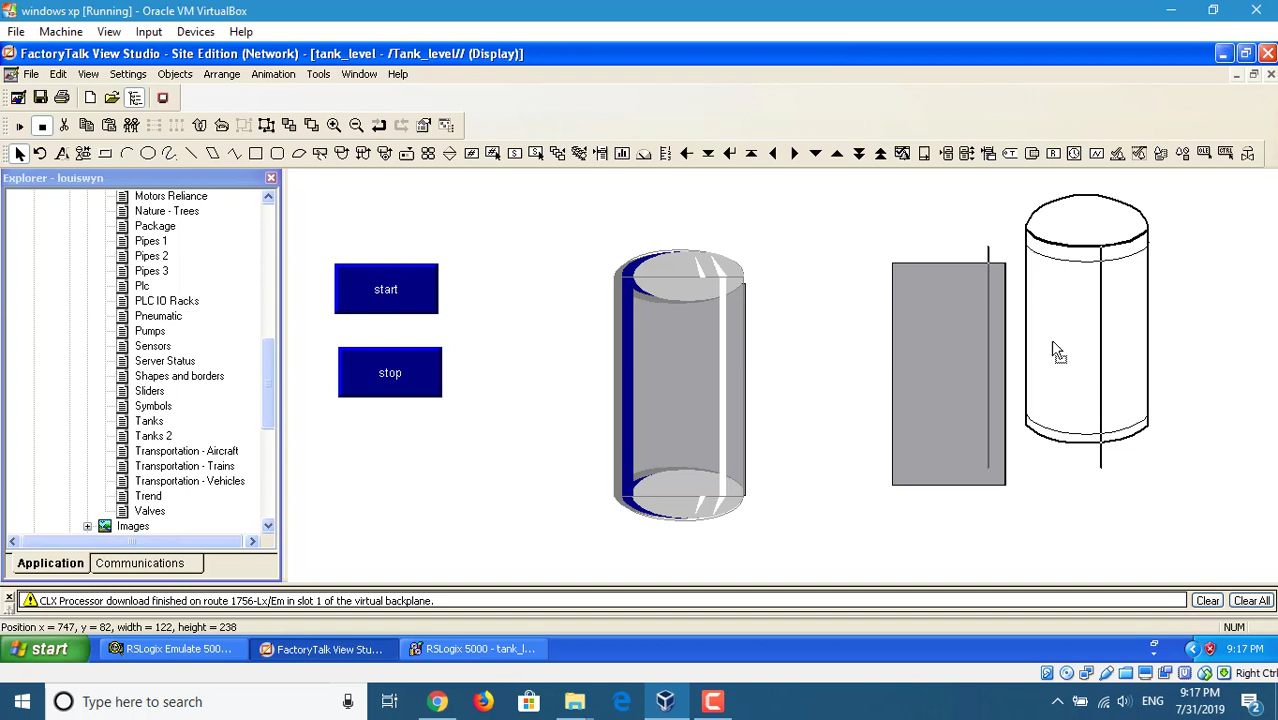 windows xp [Running] - Oracle VM VirtualBox
File Machine View Input Devices Help
FactoryTalk View Studio - Site Edition (Network) - [tank_level - /Tank_level// (Display)]
File Edit View Settings Objects Arrange Animation Tools Window Help
Explorer - louiswyn
Motors Reliance
Nature - Trees
Package
Pipes 1
Pipes 2
Pipes 3
Plc
PLC IO Racks
Pneumatic
Pumps
Sensors
Server Status
Shapes and borders
Sliders
Symbols
Tanks
Tanks 2
Transportation - Aircraft
Transportation - Trains
Transportation - Vehicles
Trend
Valves
Images
Application Communications
start
stop
CLX Processor download finished on route 1756-Lx/Em in slot 1 of the virtual backplane.
Clear Clear All
Position x = 747, y = 82, width = 122, height = 238
NUM
start RSLogix Emulate 500... FactoryTalk View Stu... RSLogix 5000 - tank_l... 9:17 PM
Right Ctrl
Type here to search
ENG
9:17 PM
7/31/2019
2